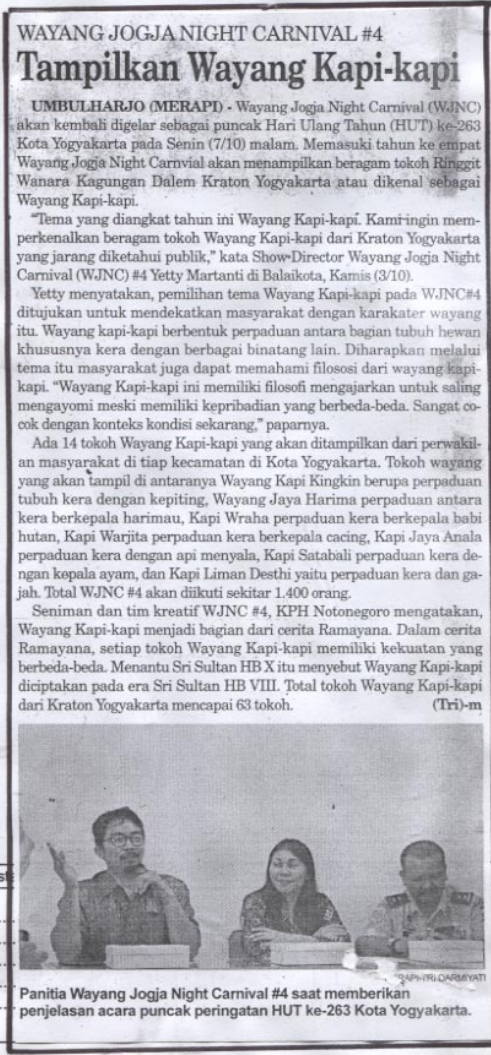 WAYANG JOGJA NIGHT CARNIVAL #4
Tampilkan Wayang Kapi-kapi
UMBULHARJO (MERAPI) - Wayang Jogja Night Carnival (WJNC)
akan kembali digelar sebagai puncak Hari Ulang Tahun (HUT) ke-263
Kota Yogyakarta pada Senin (7/10) malam. Memasuki tahun ke empat
Wayang Jogja Night Carnvial akan menampilkan beragam tokoh Ringgit
Wanara Kagungan Dalem Kraton Yogyakarta atau dikenal sebagai
Wayang Kapi-kapi.
"Tema yang diangkat tahun ini Wayang Kapi-kapi. Kami ingin mem-
perkenalkan beragam tokoh Wayang Kapi-kapi dari Kraton Yogyakarta
yang jarang diketahui publik," kata Show Director Wayang Jogja Night
Carnival (WJNC) #4 Yetty Martanti di Balaikota, Kamis (3/10).
Yetty menyatakan, pemilihan tema Wayang Kapi-kapi pada WJNC#4
ditujukan untuk mendekatkan masyarakat dengan karakater wayang
itu. Wayang kapi-kapi berbentuk perpaduan antara bagian tubuh hewan
khususnya kera dengan berbagai binatang lain. Diharapkan melalui
tema itu masyarakat juga dapat memahami filososi dari wayang kapi-
kapi. "Wayang Kapi-kapi ini memiliki filosofi mengajarkan untuk saling
mengayomi meski memiliki kepribadian yang berbeda-beda. Sangat co-
cok dengan konteks kondisi sekarang," paparnya.
Ada 14 tokoh Wayang Kapi-kapi yang akan ditampilkan dari perwakil-
an masyarakat di tiap kecamatan di Kota Yogyakarta. Tokoh wayang
yang akan tampil di antaranya Wayang Kapi Kingkin berupa perpaduan
tubuh kera dengan kepiting, Wayang Jaya Harima perpaduan antara
kera berkepala harimau, Kapi Wraha perpaduan kera berkepala babi
hutan, Kapi Warjita perpaduan kera berkepala cacing, Kapi Jaya Anala
perpaduan kera dengan api menyala, Kapi Satabali perpaduan kera de-
ngan kepala ayam, dan Kapi Liman Desthi yaitu perpaduan kera dan ga-
jah. Total WJNC #4 akan diikuti sekitar 1.400 orang.
Seniman dan tim kreatif WJNC #4, KPH Notonegoro mengatakan,
Wayang Kapi-kapi menjadi bagian dari cerita Ramayana. Dalam cerita
Ramayana, setiap tokoh Wayang Kapi-kapi memiliki kekuatan yang
berbeda-beda. Menantu Sri Sultan HB X itu menyebut Wayang Kapi-kapi
diciptakan pada era Sri Sultan HB VIII. Total tokoh Wayang Kapi-kapi
dari Kraton Yogyakarta mencapai 63 tokoh. (Tri)-m
TRI DARMIYATI
Panitia Wayang Jogja Night Carnival #4 saat memberikan
penjelasan acara puncak peringatan HUT ke-263 Kota Yogyakarta.